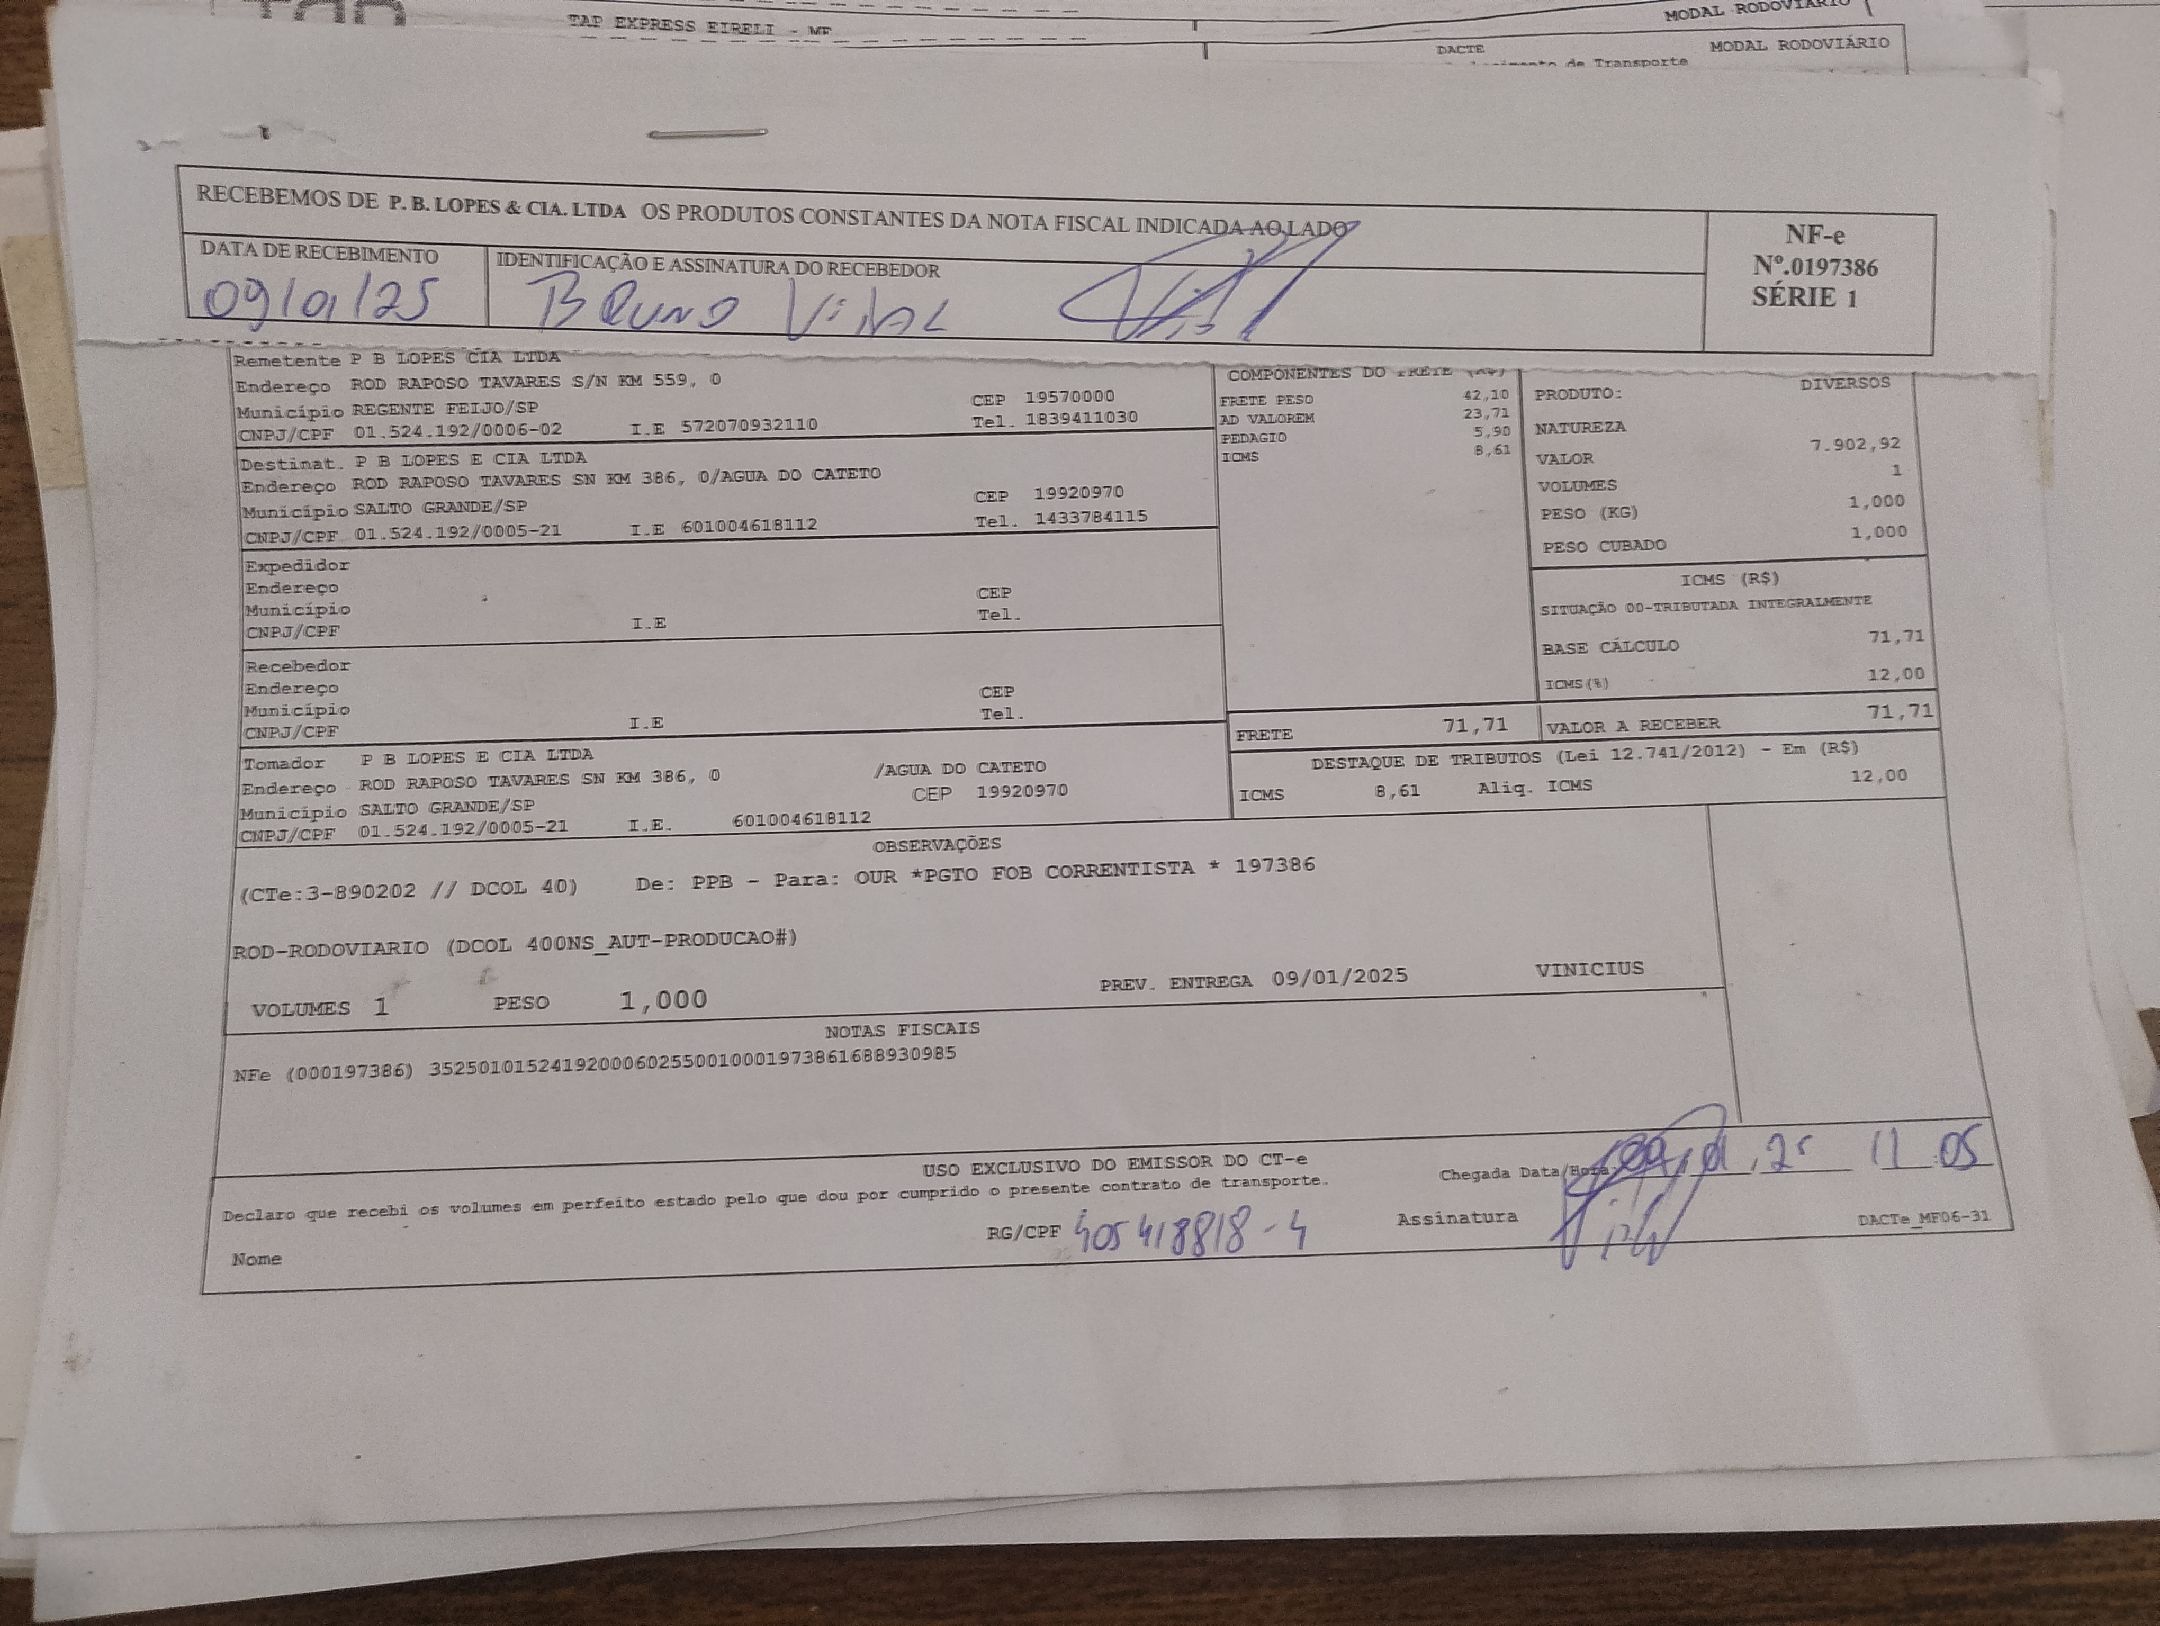 TAP EXPRESS EIRELI - MF
MODAL RODOVIÁRIO
DACTE
MODAL RODOVIÁRIO
de Transporte
RECEBEMOS DE P. B. LOPES & CIA. LTDA OS PRODUTOS CONSTANTES DA NOTA FISCAL INDICADA AO LADO
NF-e
Nº.0197386
SÉRIE 1
DATA DE RECEBIMENTO
09/01/25
IDENTIFICAÇÃO E ASSINATURA DO RECEBEDOR
Bruno Vidal
Remetente P B LOPES CIA LTDA
Endereço ROD RAPOSO TAVARES S/N KM 559, 0
Município REGENTE FEIJO/SP CEP 19570000
CNPJ/CPF 01.524.192/0006-02 I.E 572070932110 Tel. 1839411030
Destinat. P B LOPES E CIA LTDA
Endereço ROD RAPOSO TAVARES SN KM 386, 0/AGUA DO CATETO
Município SALTO GRANDE/SP CEP 19920970
CNPJ/CPF 01.524.192/0005-21 I.E 601004618112 Tel. 1433784115
Expedidor
Endereço
Município CEP
CNPJ/CPF I.E Tel.
Recebedor
Endereço
Município CEP
CNPJ/CPF I.E Tel.
Tomador P B LOPES E CIA LTDA
Endereço ROD RAPOSO TAVARES SN KM 386, 0 /AGUA DO CATETO
Município SALTO GRANDE/SP CEP 19920970
CNPJ/CPF 01.524.192/0005-21 I.E. 601004618112
COMPONENTES DO FRETE (R$)
FRETE PESO 42,10
AD VALOREM 23,71
PEDAGIO 5,90
ICMS 8,61
PRODUTO: DIVERSOS
NATUREZA
VALOR 7.902,92
VOLUMES 1
PESO (KG) 1,000
PESO CUBADO 1,000
ICMS (R$)
SITUAÇÃO 00-TRIBUTADA INTEGRALMENTE
BASE CÁLCULO 71,71
ICMS(%) 12,00
FRETE 71,71 VALOR A RECEBER 71,71
DESTAQUE DE TRIBUTOS (Lei 12.741/2012) - Em (R$)
ICMS 8,61 Aliq. ICMS 12,00
OBSERVAÇÕES
(CTe:3-890202 // DCOL 40) De: PPB - Para: OUR *PGTO FOB CORRENTISTA * 197386
ROD-RODOVIARIO (DCOL 400NS_AUT-PRODUCAO#)
VOLUMES 1 PESO 1,000 PREV. ENTREGA 09/01/2025 VINICIUS
NOTAS FISCAIS
NFe (000197386) 35250101524192000602550010001973861688930985
USO EXCLUSIVO DO EMISSOR DO CT-e
Declaro que recebi os volumes em perfeito estado pelo que dou por cumprido o presente contrato de transporte.
Chegada Data/Hora 09,01,25 11 05
Nome RG/CPF 405418818-4 Assinatura
DACTe_MF06-31